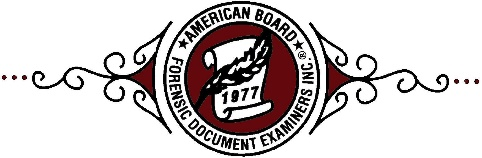 ★AMERICAN BOARD★®
FORENSIC DOCUMENT EXAMINERS INC.
1977